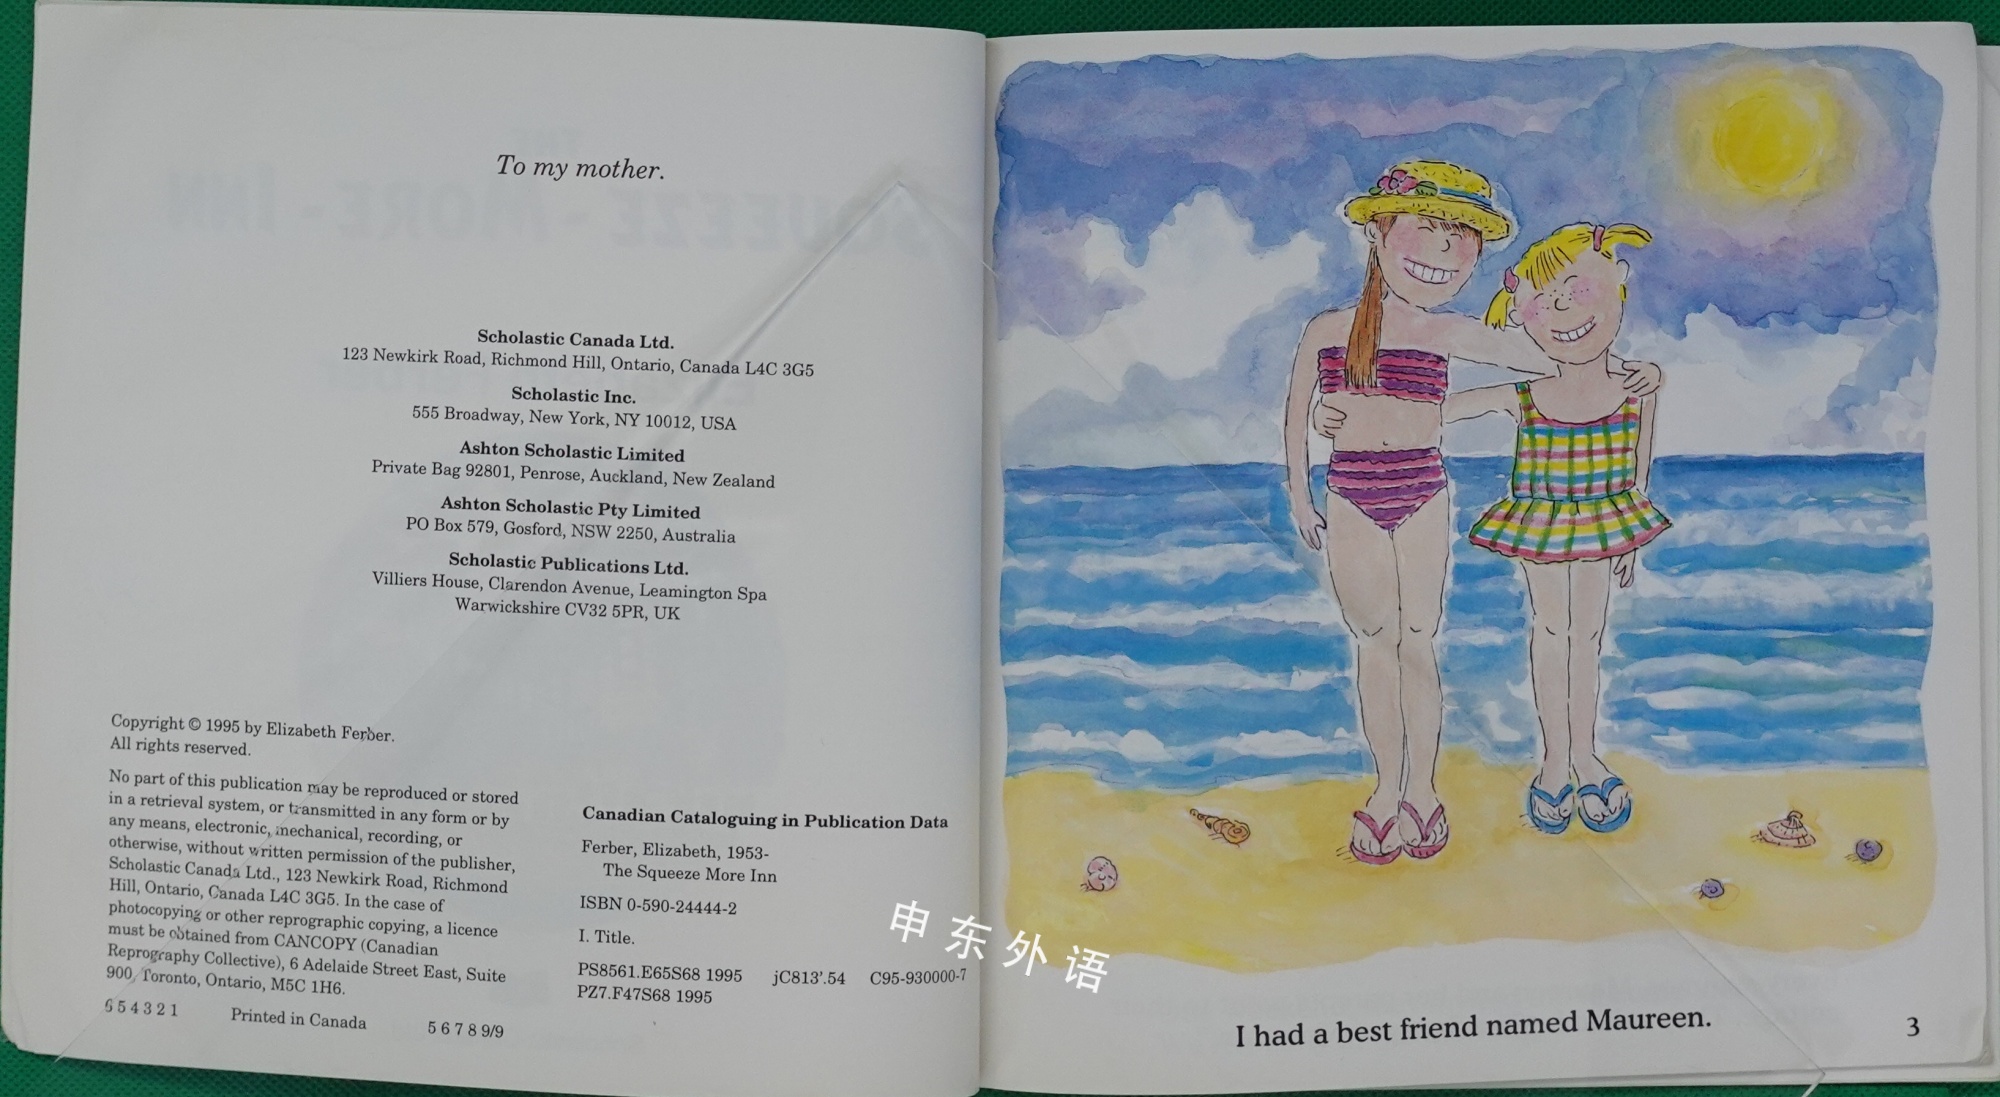 To my mother.
Scholastic Canada Ltd.
123 Newkirk Road, Richmond Hill, Ontario, Canada L4C 3G5
Scholastic Inc.
555 Broadway, New York, NY 10012, USA
Ashton Scholastic Limited
Private Bag 92801, Penrose, Auckland, New Zealand
Ashton Scholastic Pty Limited
PO Box 579, Gosford, NSW 2250, Australia
Scholastic Publications Ltd.
Villiers House, Clarendon Avenue, Leamington Spa
Warwickshire CV32 5PR, UK
Copyright © 1995 by Elizabeth Ferber.
All rights reserved.
No part of this publication may be reproduced or stored
in a retrieval system, or transmitted in any form or by
any means, electronic, mechanical, recording, or
otherwise, without written permission of the publisher,
Scholastic Canada Ltd., 123 Newkirk Road, Richmond
Hill, Ontario, Canada L4C 3G5. In the case of
photocopying or other reprographic copying, a licence
must be obtained from CANCOPY (Canadian
Reprography Collective), 6 Adelaide Street East, Suite
900, Toronto, Ontario, M5C 1H6.
6 5 4 3 2 1 Printed in Canada 5 6 7 8 9/9
Canadian Cataloguing in Publication Data
Ferber, Elizabeth, 1953-
The Squeeze More Inn
ISBN 0-590-24444-2
I. Title.
PS8561.E65S68 1995 jC813'.54 C95-930000-7
PZ7.F47S68 1995
申东外语
I had a best friend named Maureen.
3